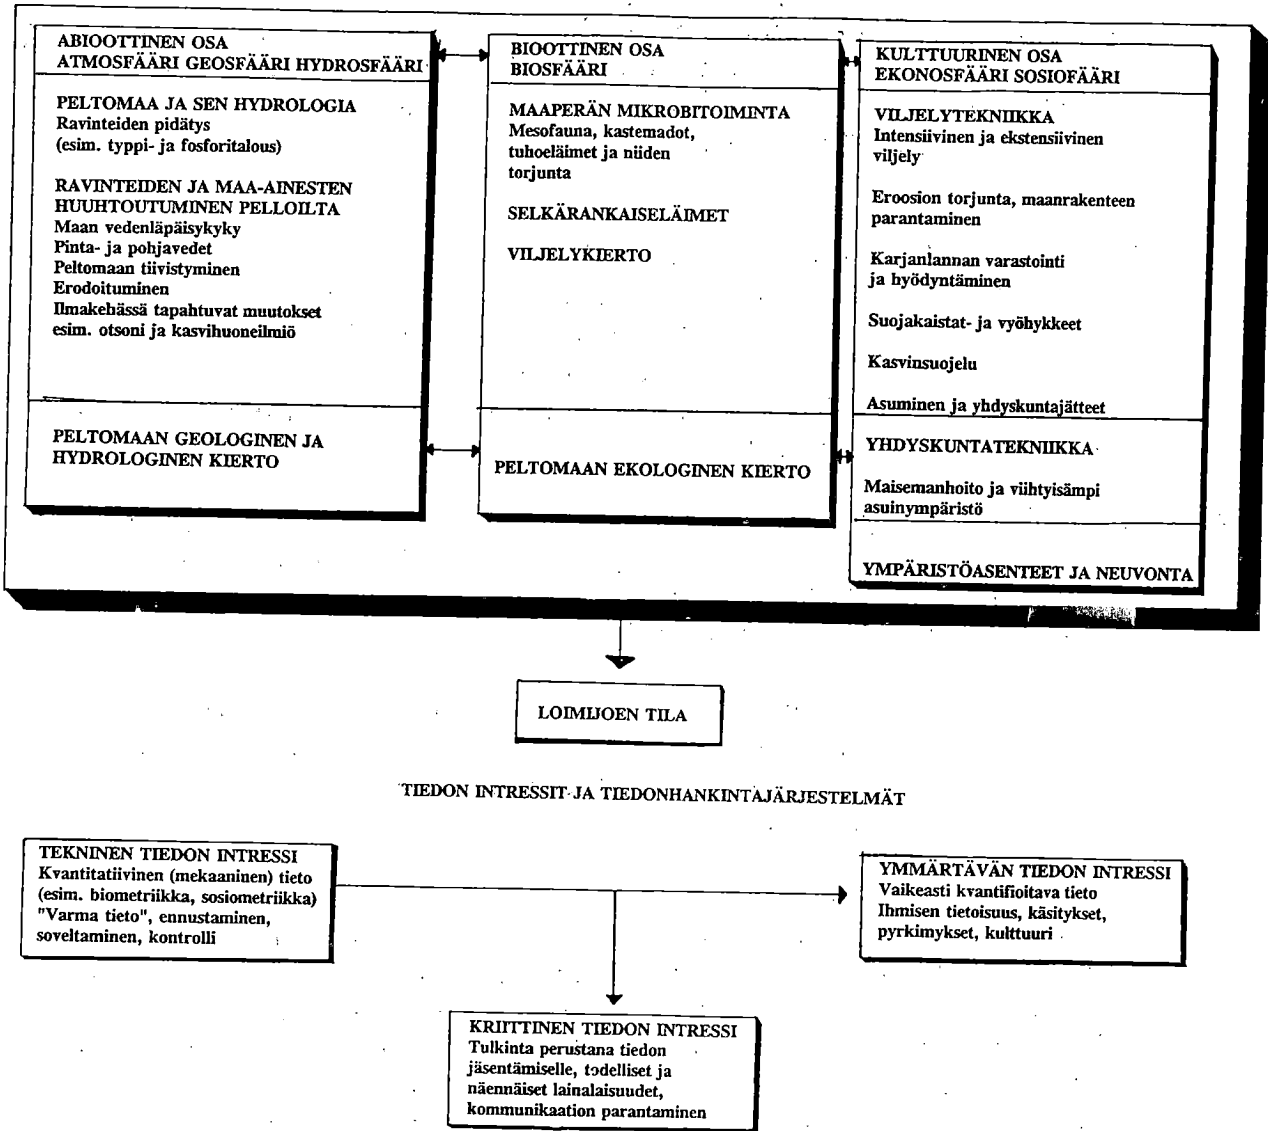 ABIOOTTINEN OSA
ATMOSFÄÄRI GEOSFÄÄRI HYDROSFÄÄRI
PELTOMAA JA SEN HYDROLOGIA
Ravinteiden pidätys
(esim. typpi- ja fosforitalous)
RAVINTEIDEN JA MAA-AINESTEN
HUUHTOUTUMINEN PELLOILTA
Maan vedenläpäisykyky
Pinta- ja pohjavedet
Peltomaan tiivistyminen
Erodoituminen
Ilmakehässä tapahtuvat muutokset
esim. otsoni ja kasvihuoneilmiö
PELTOMAAN GEOLOGINEN JA
HYDROLOGINEN KIERTO
BIOOTTINEN OSA
BIOSFÄÄRI
MAAPERÄN MIKROBITOIMINTA
Mesofauna, kastemadot,
tuhoeläimet ja niiden
torjunta
SELKÄRANKAISELÄIMET
VILJELYKIERTO
PELTOMAAN EKOLOGINEN KIERTO
KULTTUURINEN OSA
EKONOSFÄÄRI SOSIOFÄÄRI
VILJELYTEKNIIKKA
Intensiivinen ja ekstensiivinen
viljely
Eroosion torjunta, maanrakenteen
parantaminen
Karjanlannan varastointi
ja hyödyntäminen
Suojakaistat- ja vyöhykkeet
Kasvinsuojelu
Asuminen ja yhdyskuntajätteet
YHDYSKUNTATEKNIIKKA
Maisemanhoito ja viihtyisämpi
asuinympäristö
YMPÄRISTÖASENTEET JA NEUVONTA
LOIMIJOEN TILA
TIEDON INTRESSIT JA TIEDONHANKINTAJÄRJESTELMÄT
TEKNINEN TIEDON INTRESSI
Kvantitatiivinen (mekaaninen) tieto
(esim. biometriikka, sosiometriikka)
"Varma tieto", ennustaminen,
soveltaminen, kontrolli
YMMÄRTÄVÄN TIEDON INTRESSI
Vaikeasti kvantifioitava tieto
Ihmisen tietoisuus, käsitykset,
pyrkimykset, kulttuuri
KRIITTINEN TIEDON INTRESSI
Tulkinta perustana tiedon
jäsentämiselle, todelliset ja
näennäiset lainalaisuudet,
kommunikaation parantaminen